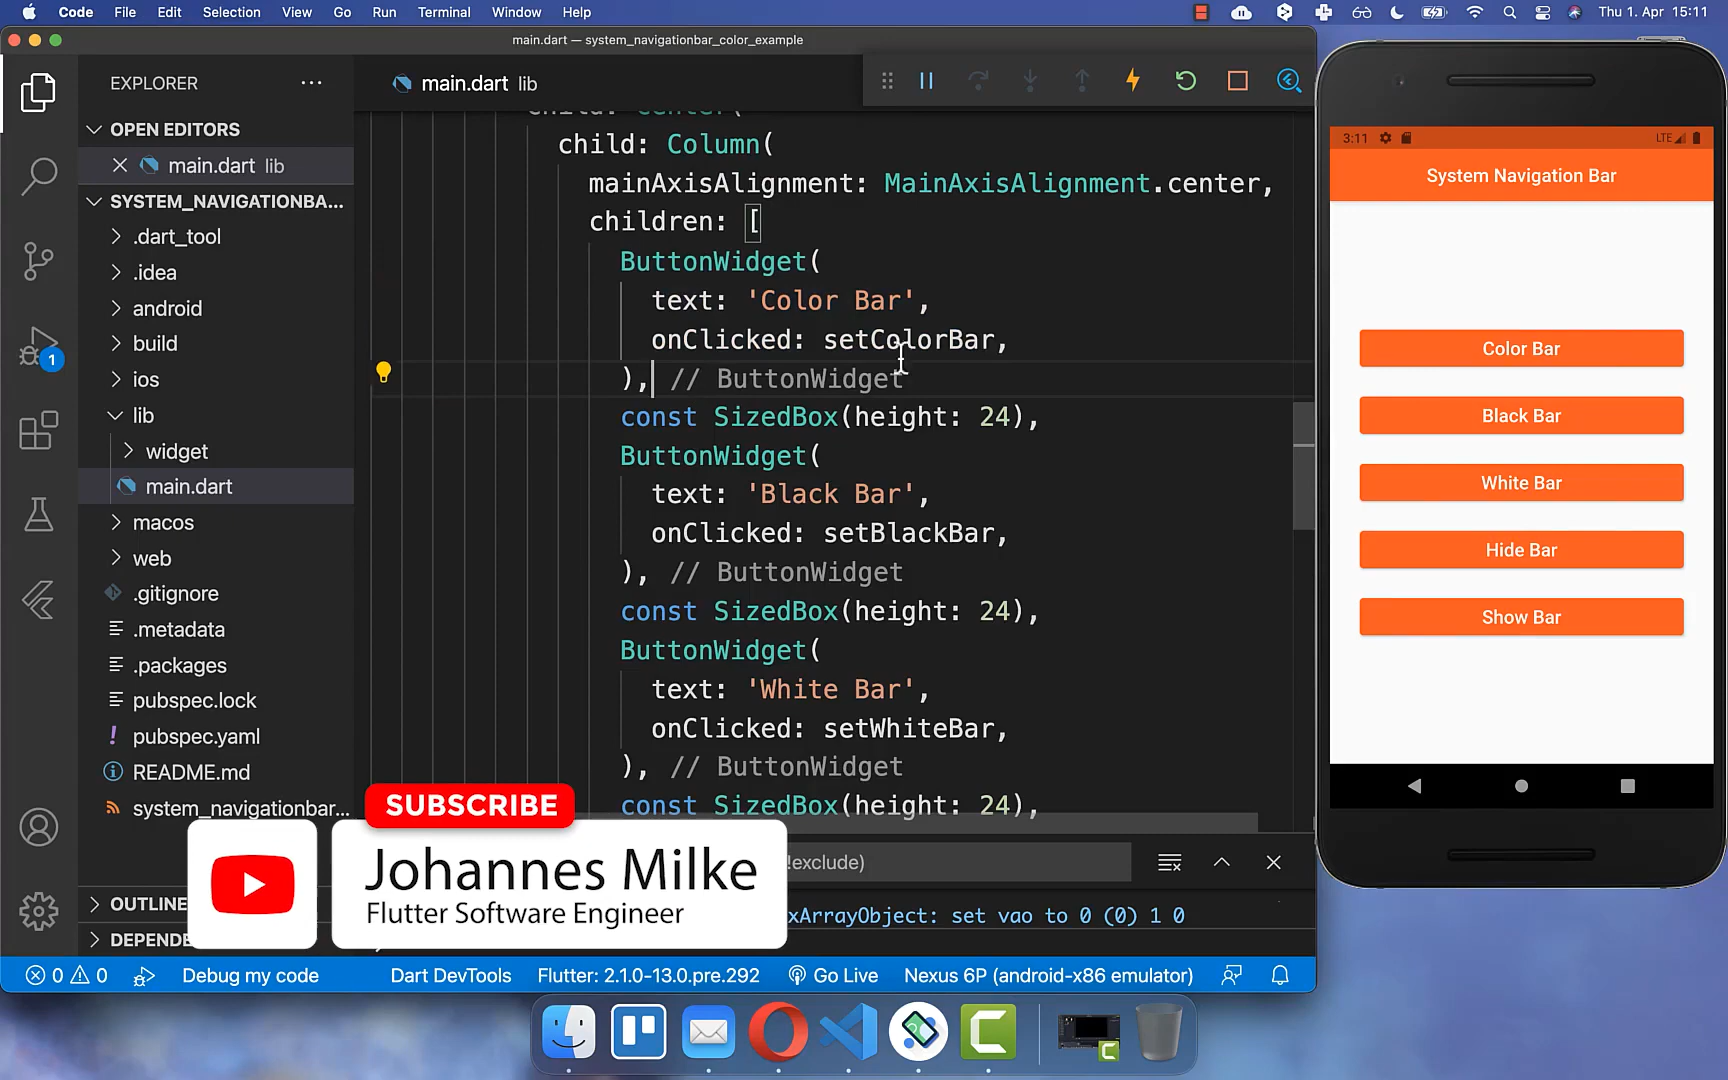 Code File Edit Selection View Go Run Terminal Window Help
Thu 1. Apr 15:11
main.dart — system_navigationbar_color_example
EXPLORER
main.dart lib
OPEN EDITORS
main.dart lib
SYSTEM_NAVIGATIONBA...
.dart_tool
.idea
android
build
ios
lib
widget
main.dart
macos
web
.gitignore
.metadata
.packages
pubspec.lock
pubspec.yaml
README.md
system_navigationbar...
OUTLINE
DEPENDE
1
child: Center(
child: Column(
mainAxisAlignment: MainAxisAlignment.center,
children: [
ButtonWidget(
text: 'Color Bar',
onClicked: setColorBar,
), // ButtonWidget
const SizedBox(height: 24),
ButtonWidget(
text: 'Black Bar',
onClicked: setBlackBar,
), // ButtonWidget
const SizedBox(height: 24),
ButtonWidget(
text: 'White Bar',
onClicked: setWhiteBar,
), // ButtonWidget
const SizedBox(height: 24),
!exclude)
xArrayObject: set vao to 0 (0) 1 0
SUBSCRIBE
Johannes Milke
Flutter Software Engineer
0 0 Debug my code Dart DevTools Flutter: 2.1.0-13.0.pre.292 Go Live Nexus 6P (android-x86 emulator)
3:11 LTE
System Navigation Bar
Color Bar
Black Bar
White Bar
Hide Bar
Show Bar